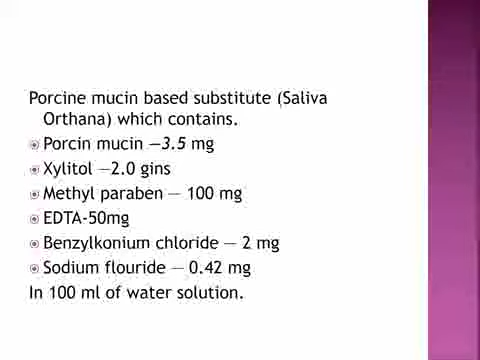 Porcine mucin based substitute (Saliva
Orthana) which contains.
Porcin mucin —3.5 mg
Xylitol —2.0 gins
Methyl paraben — 100 mg
EDTA-50mg
Benzylkonium chloride — 2 mg
Sodium flouride — 0.42 mg
In 100 ml of water solution.